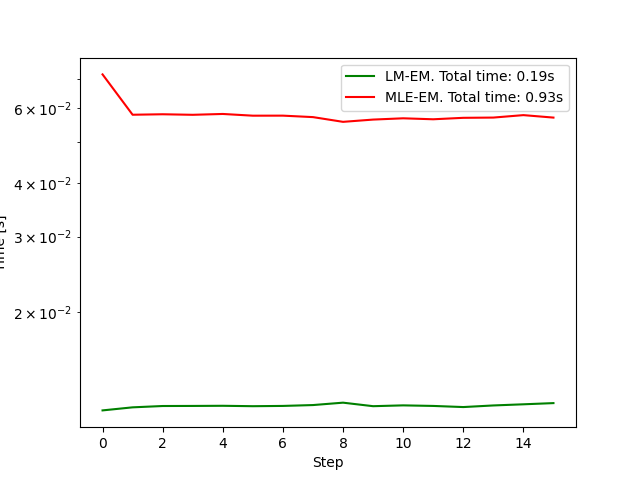 LM-EM. Total time: 0.19s
MLE-EM. Total time: 0.93s
6 × 10⁻²
4 × 10⁻²
3 × 10⁻²
2 × 10⁻²
0 2 4 6 8 10 12 14
Step